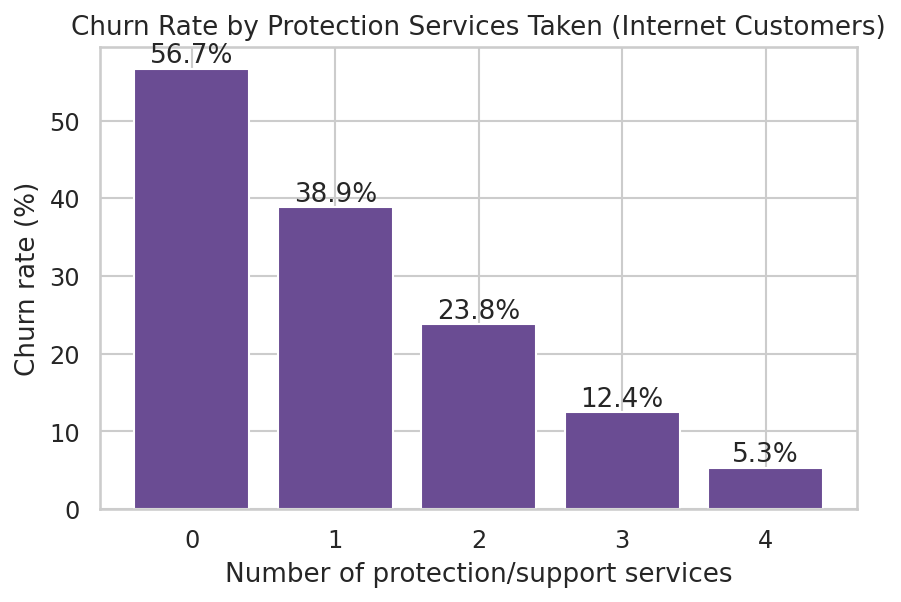 Churn Rate by Protection Services Taken (Internet Customers)
56.7%
38.9%
23.8%
12.4%
5.3%
Churn rate (%)
50
40
30
20
10
0
0 1 2 3 4
Number of protection/support services